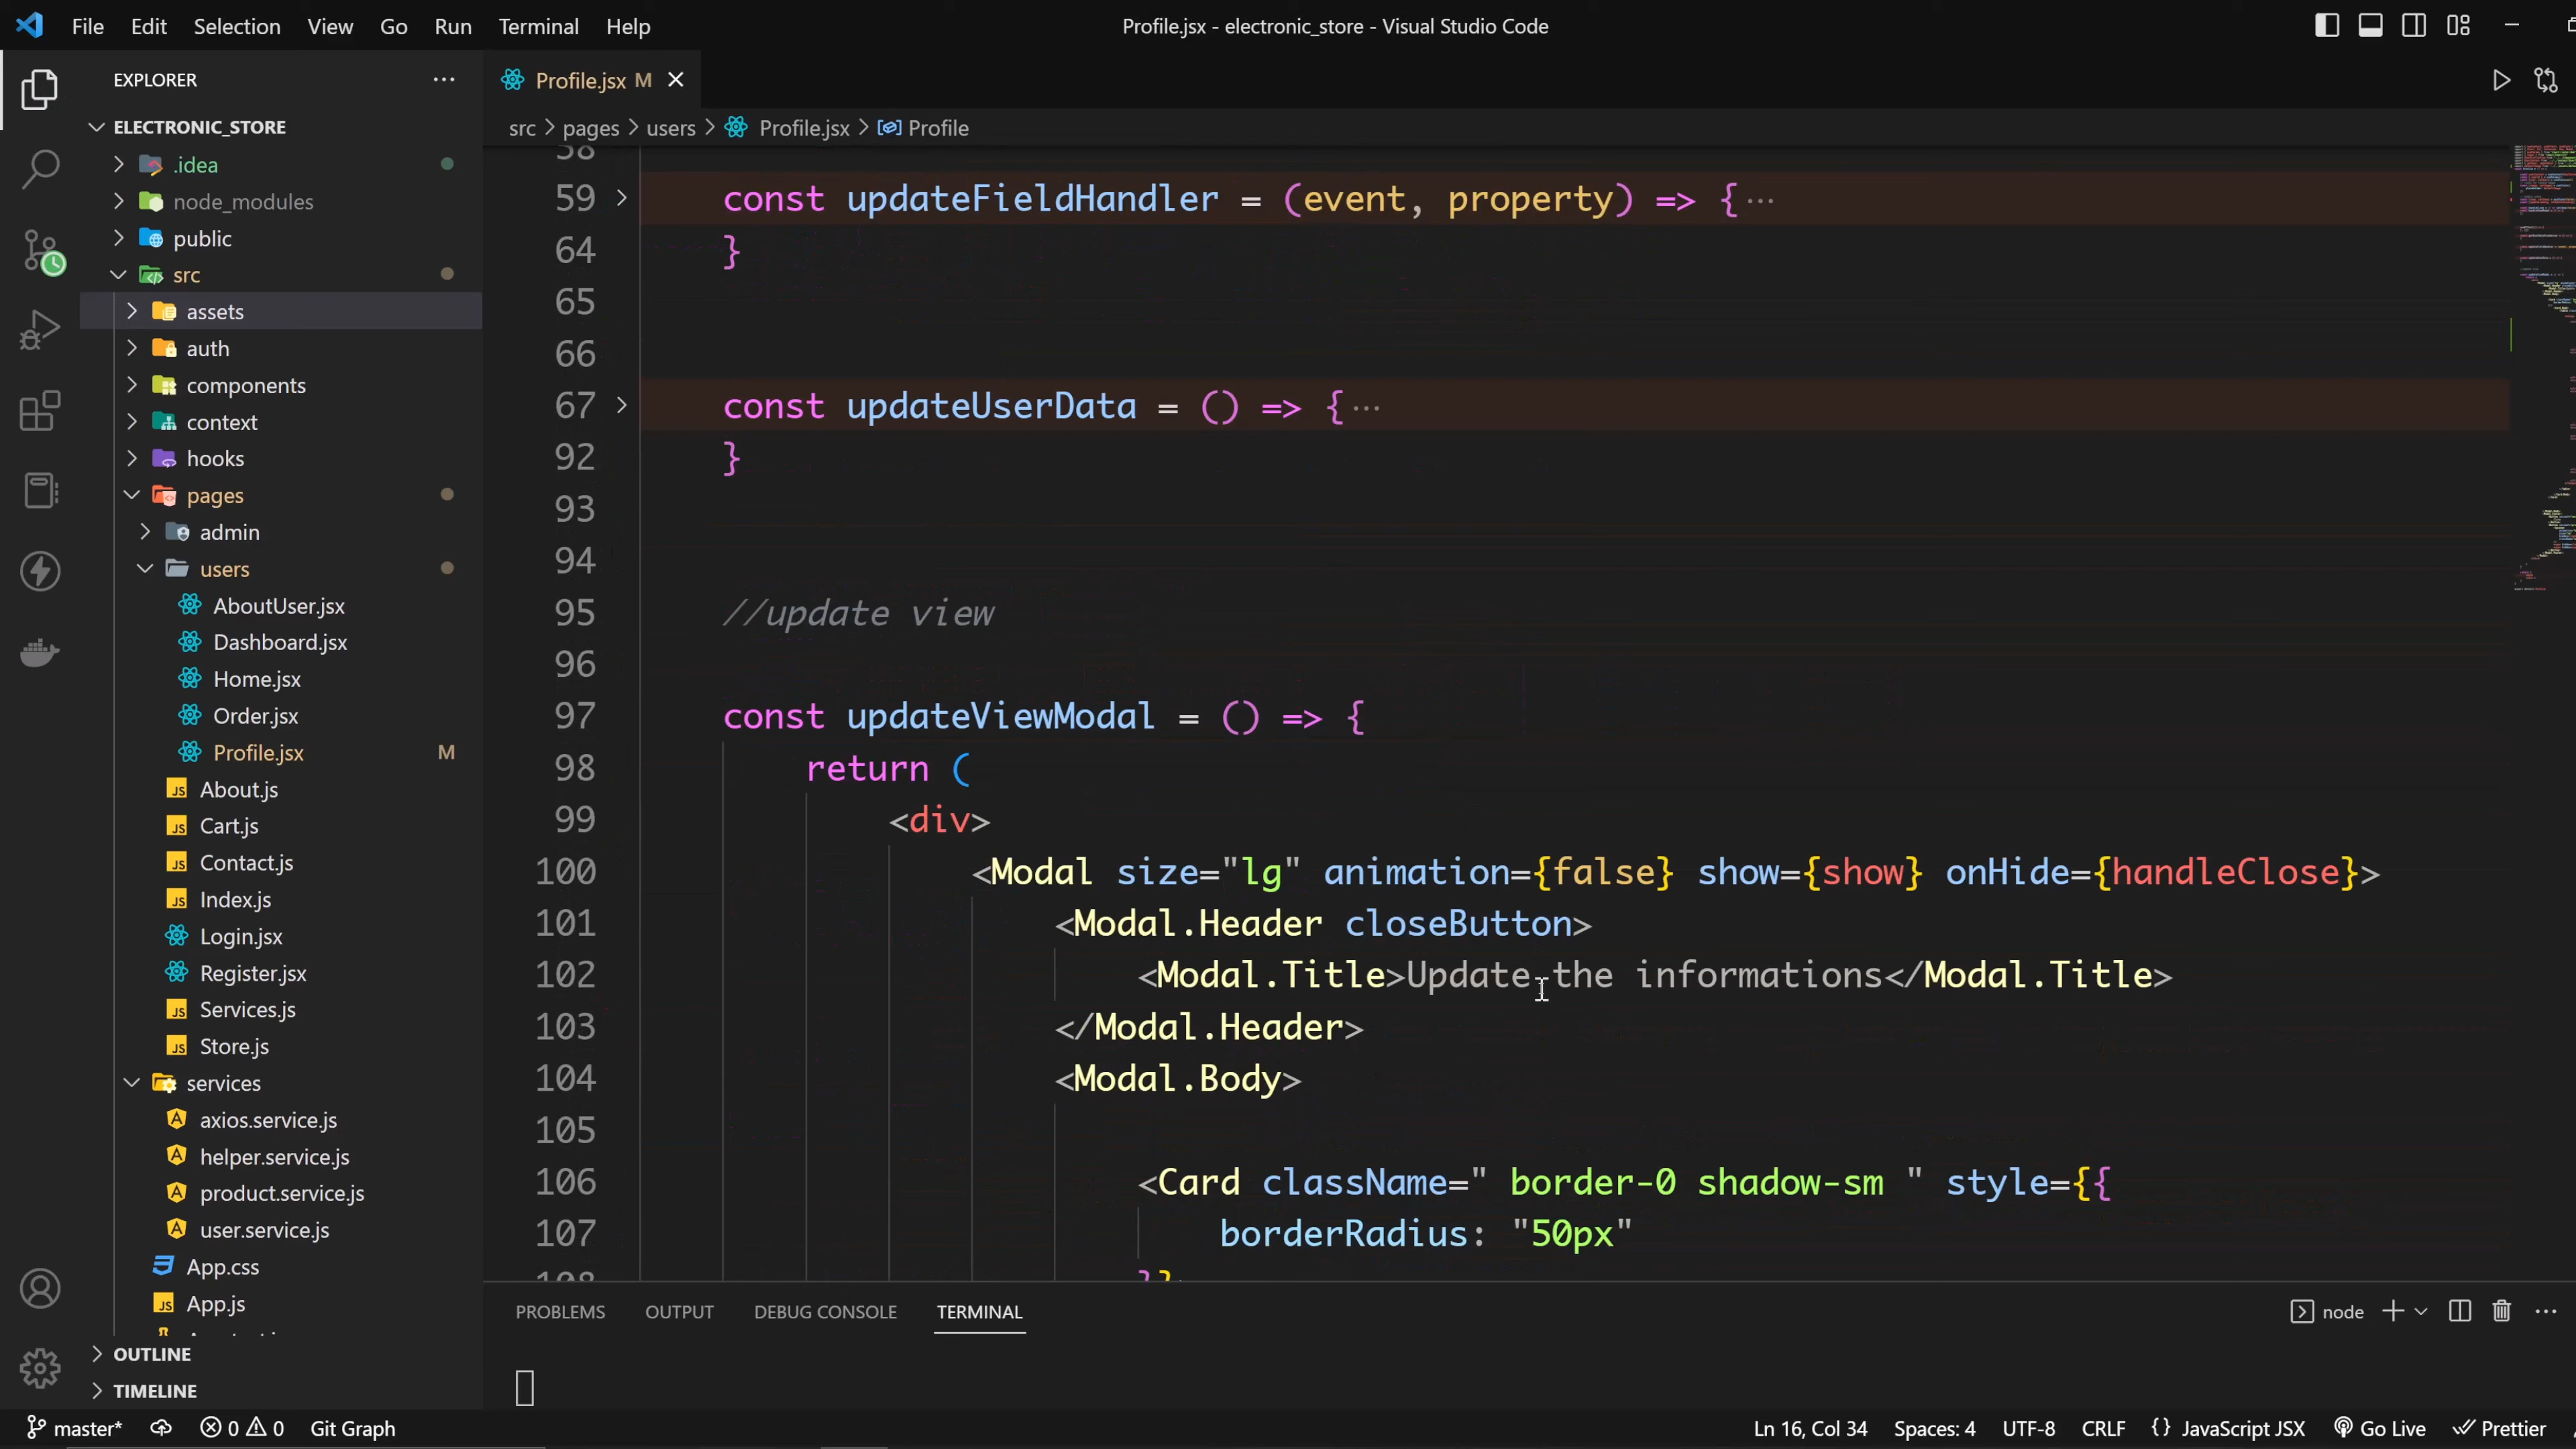 File Edit Selection View Go Run Terminal Help
Profile.jsx - electronic_store - Visual Studio Code
EXPLORER
ELECTRONIC_STORE
.idea
node_modules
public
src
assets
auth
components
context
hooks
pages
admin
users
AboutUser.jsx
Dashboard.jsx
Home.jsx
Order.jsx
Profile.jsx M
About.js
Cart.js
Contact.js
Index.js
Login.jsx
Register.jsx
Services.js
Store.js
services
axios.service.js
helper.service.js
product.service.js
user.service.js
App.css
App.js
OUTLINE
TIMELINE
Profile.jsx M
src > pages > users > Profile.jsx > Profile
58
59 const updateFieldHandler = (event, property) => {···
64 }
65
66
67 const updateUserData = () => {···
92 }
93
94
95 //update view
96
97 const updateViewModal = () => {
98 return (
99 <div>
100 <Modal size="lg" animation={false} show={show} onHide={handleClose}>
101 <Modal.Header closeButton>
102 <Modal.Title>Update the informations</Modal.Title>
103 </Modal.Header>
104 <Modal.Body>
105
106 <Card className=" border-0 shadow-sm " style={{
107 borderRadius: "50px"
108 }}
PROBLEMS OUTPUT DEBUG CONSOLE TERMINAL
node
master* 0 0 Git Graph
Ln 16, Col 34 Spaces: 4 UTF-8 CRLF {} JavaScript JSX Go Live Prettier